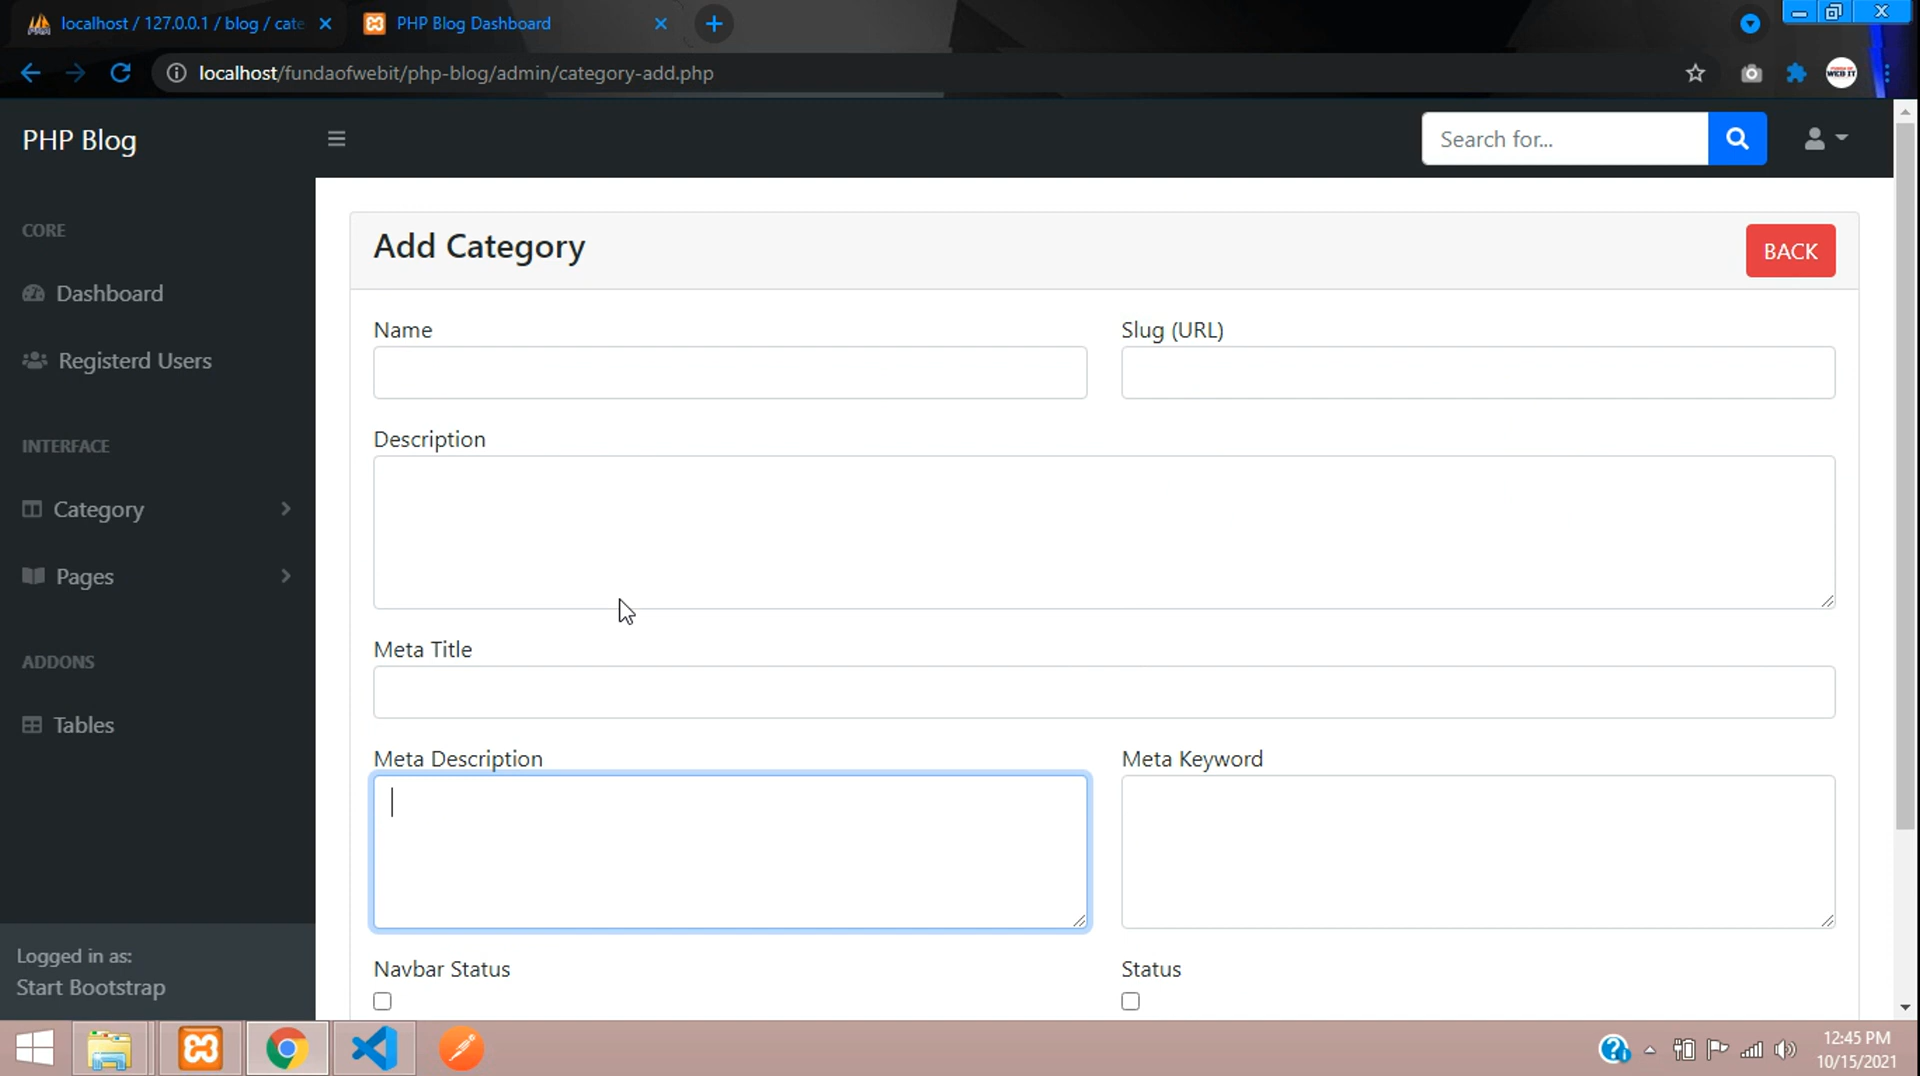 localhost / 127.0.0.1 / blog / cate
PHP Blog Dashboard
localhost/fundaofwebit/php-blog/admin/category-add.php
WEB IT
PHP Blog
Search for...
CORE
Dashboard
Registerd Users
INTERFACE
Category
Pages
ADDONS
Tables
Logged in as:
Start Bootstrap
Add Category
BACK
Name
Slug (URL)
Description
Meta Title
Meta Description
Meta Keyword
Navbar Status
Status
12:45 PM
10/15/2021